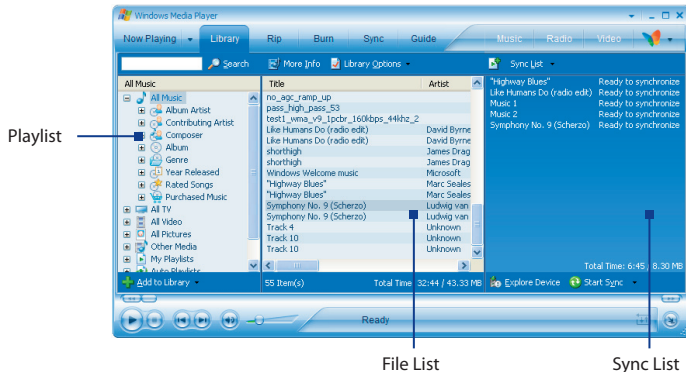 Windows Media Player
Now Playing Library Rip Burn Sync Guide Music Radio Video
Search More Info Library Options Sync List
All Music
All Music
Album Artist
Contributing Artist
Composer
Album
Genre
Year Released
Rated Songs
Purchased Music
All TV
All Video
All Pictures
Other Media
My Playlists
Auto Playlists
Add to Library
Title Artist
no_agc_ramp_up
pass_high_pass_53
test1_wma_v9_1pcbr_160kbps_44khz_2
Like Humans Do (radio edit) David Byrne
Like Humans Do (radio edit) David Byrne
shorthigh James Drag
shorthigh James Drag
Windows Welcome music Microsoft
"Highway Blues" Marc Seales
"Highway Blues" Marc Seales
Symphony No. 9 (Scherzo) Ludwig van
Symphony No. 9 (Scherzo) Ludwig van
Track 4 Unknown
Track 10 Unknown
Track 10 Unknown
55 Item(s) Total Time: 32:44 / 43.33 MB
"Highway Blues" Ready to synchronize
Like Humans Do (radio edit) Ready to synchronize
Music 1 Ready to synchronize
Music 2 Ready to synchronize
Symphony No. 9 (Scherzo) Ready to synchronize
Total Time: 6:45 / 8.30 MB
Explore Device Start Sync
Ready
Playlist
File List
Sync List